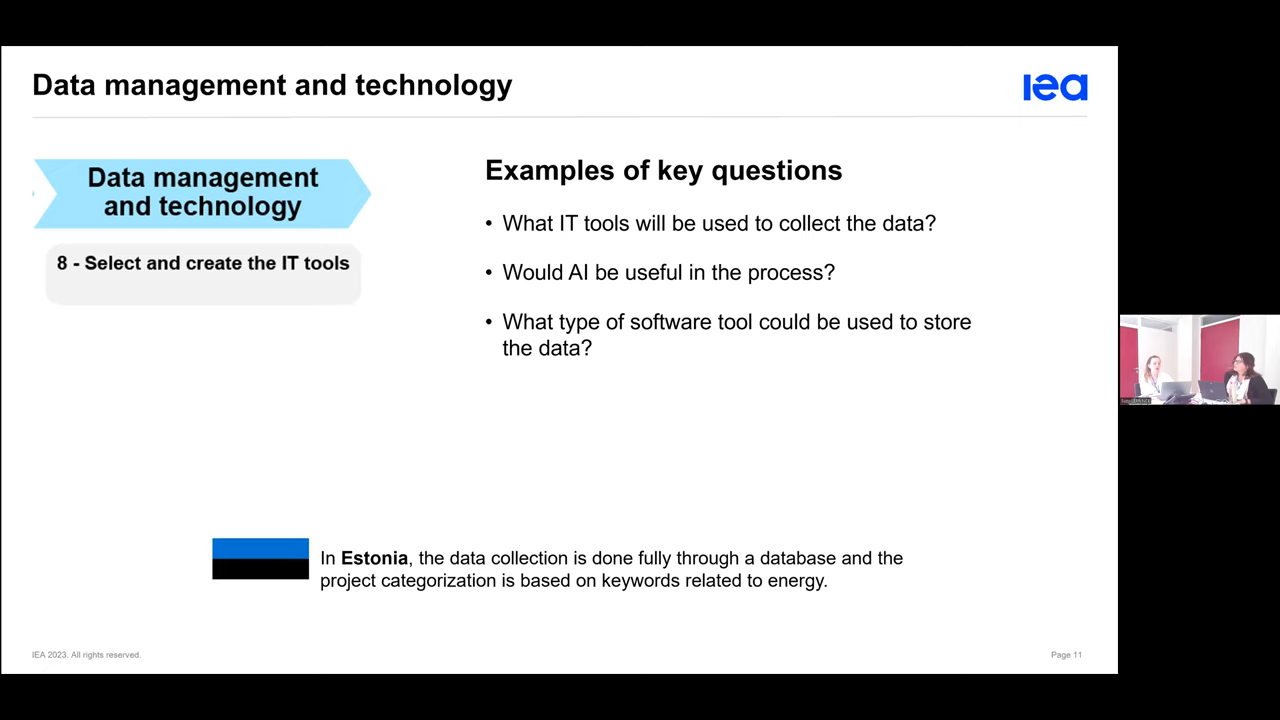 Data management and technology
iea
Data management
and technology
8 - Select and create the IT tools
Examples of key questions
• What IT tools will be used to collect the data?
• Would AI be useful in the process?
• What type of software tool could be used to store
the data?
In Estonia, the data collection is done fully through a database and the
project categorization is based on keywords related to energy.
IEA 2023. All rights reserved.
Page 11